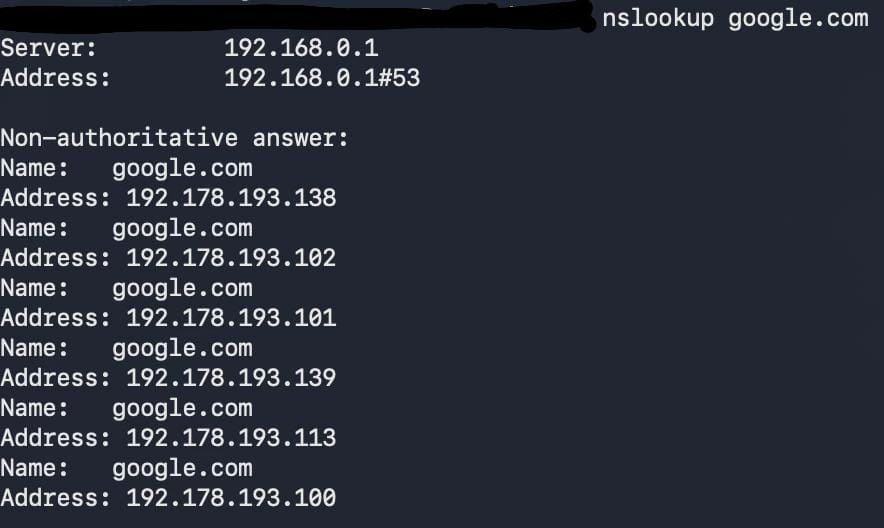 nslookup google.com
Server:		192.168.0.1
Address:	192.168.0.1#53

Non-authoritative answer:
Name:	google.com
Address: 192.178.193.138
Name:	google.com
Address: 192.178.193.102
Name:	google.com
Address: 192.178.193.101
Name:	google.com
Address: 192.178.193.139
Name:	google.com
Address: 192.178.193.113
Name:	google.com
Address: 192.178.193.100